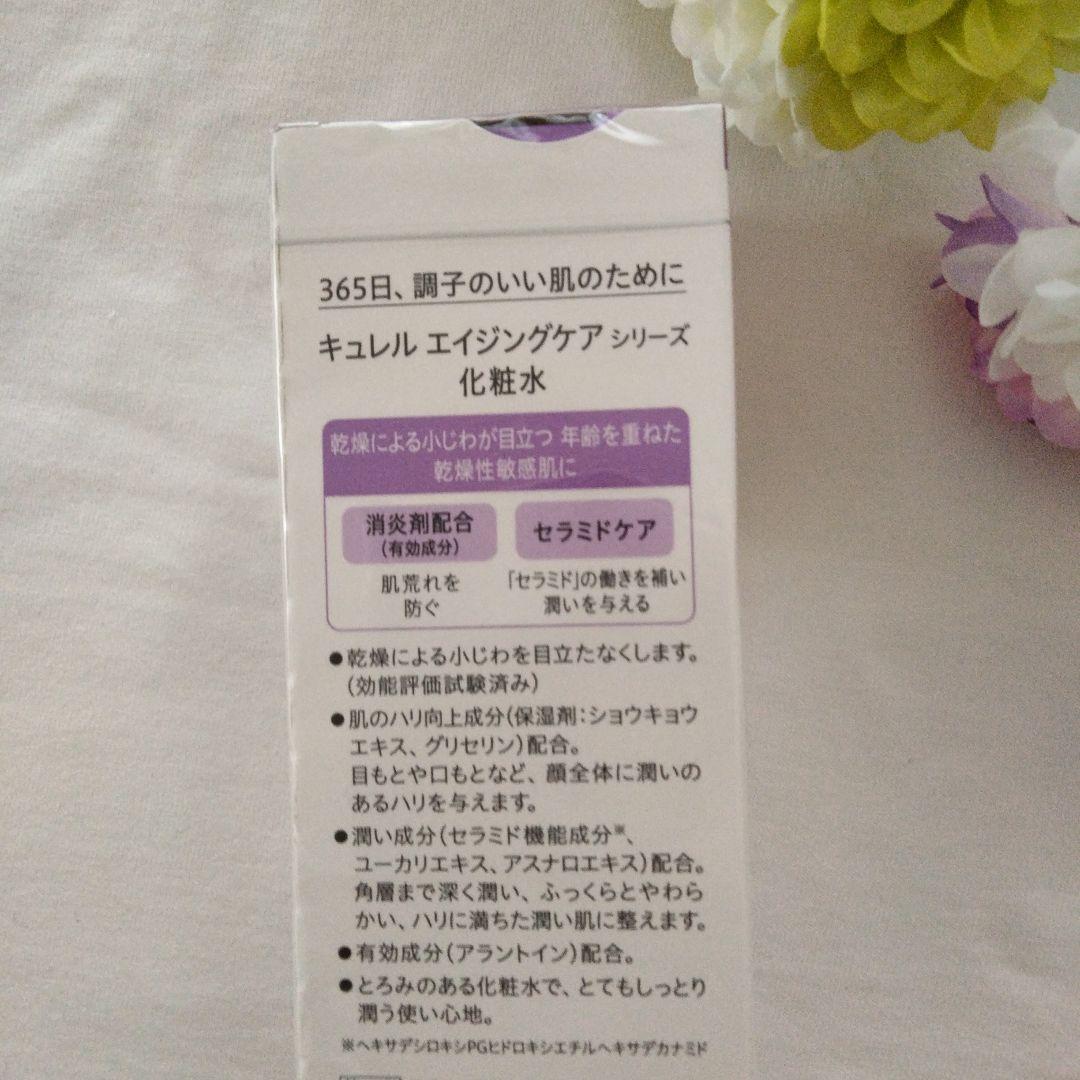 365日、調子のいい肌のために
キュレル エイジングケア シリーズ
化粧水
乾燥による小じわが目立つ 年齢を重ねた
乾燥性敏感肌に
消炎剤配合
(有効成分)
セラミドケア
肌荒れを
防ぐ
「セラミド」の働きを補い
潤いを与える
●乾燥による小じわを目立たなくします。
(効能評価試験済み)
●肌のハリ向上成分(保湿剤:ショウキョウ
エキス、グリセリン)配合。
目もとや口もとなど、顔全体に潤いの
あるハリを与えます。
●潤い成分(セラミド機能成分※、
ユーカリエキス、アスナロエキス)配合。
角層まで深く潤い、ふっくらとやわら
かい、ハリに満ちた潤い肌に整えます。
●有効成分(アラントイン)配合。
●とろみのある化粧水で、とてもしっとり
潤う使い心地。
※ヘキサデシロキシPGヒドロキシエチルヘキサデカナミド